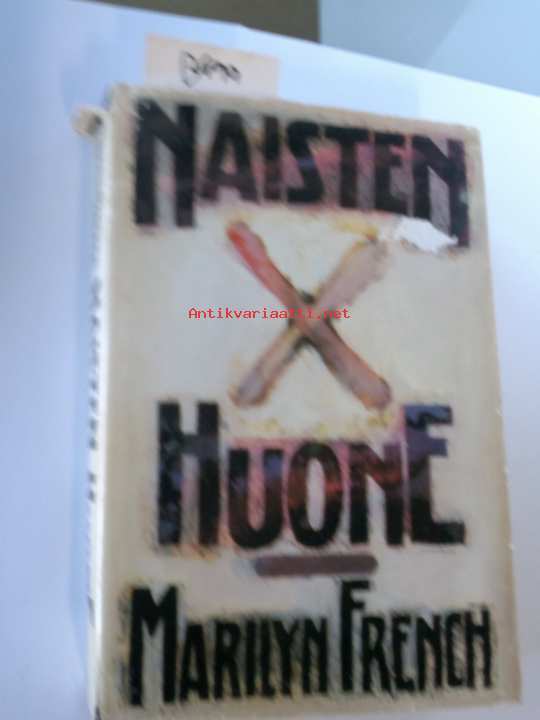 NAISTEN
X
Antikvariaatti.net
HUONE
MARILYN FRENCH